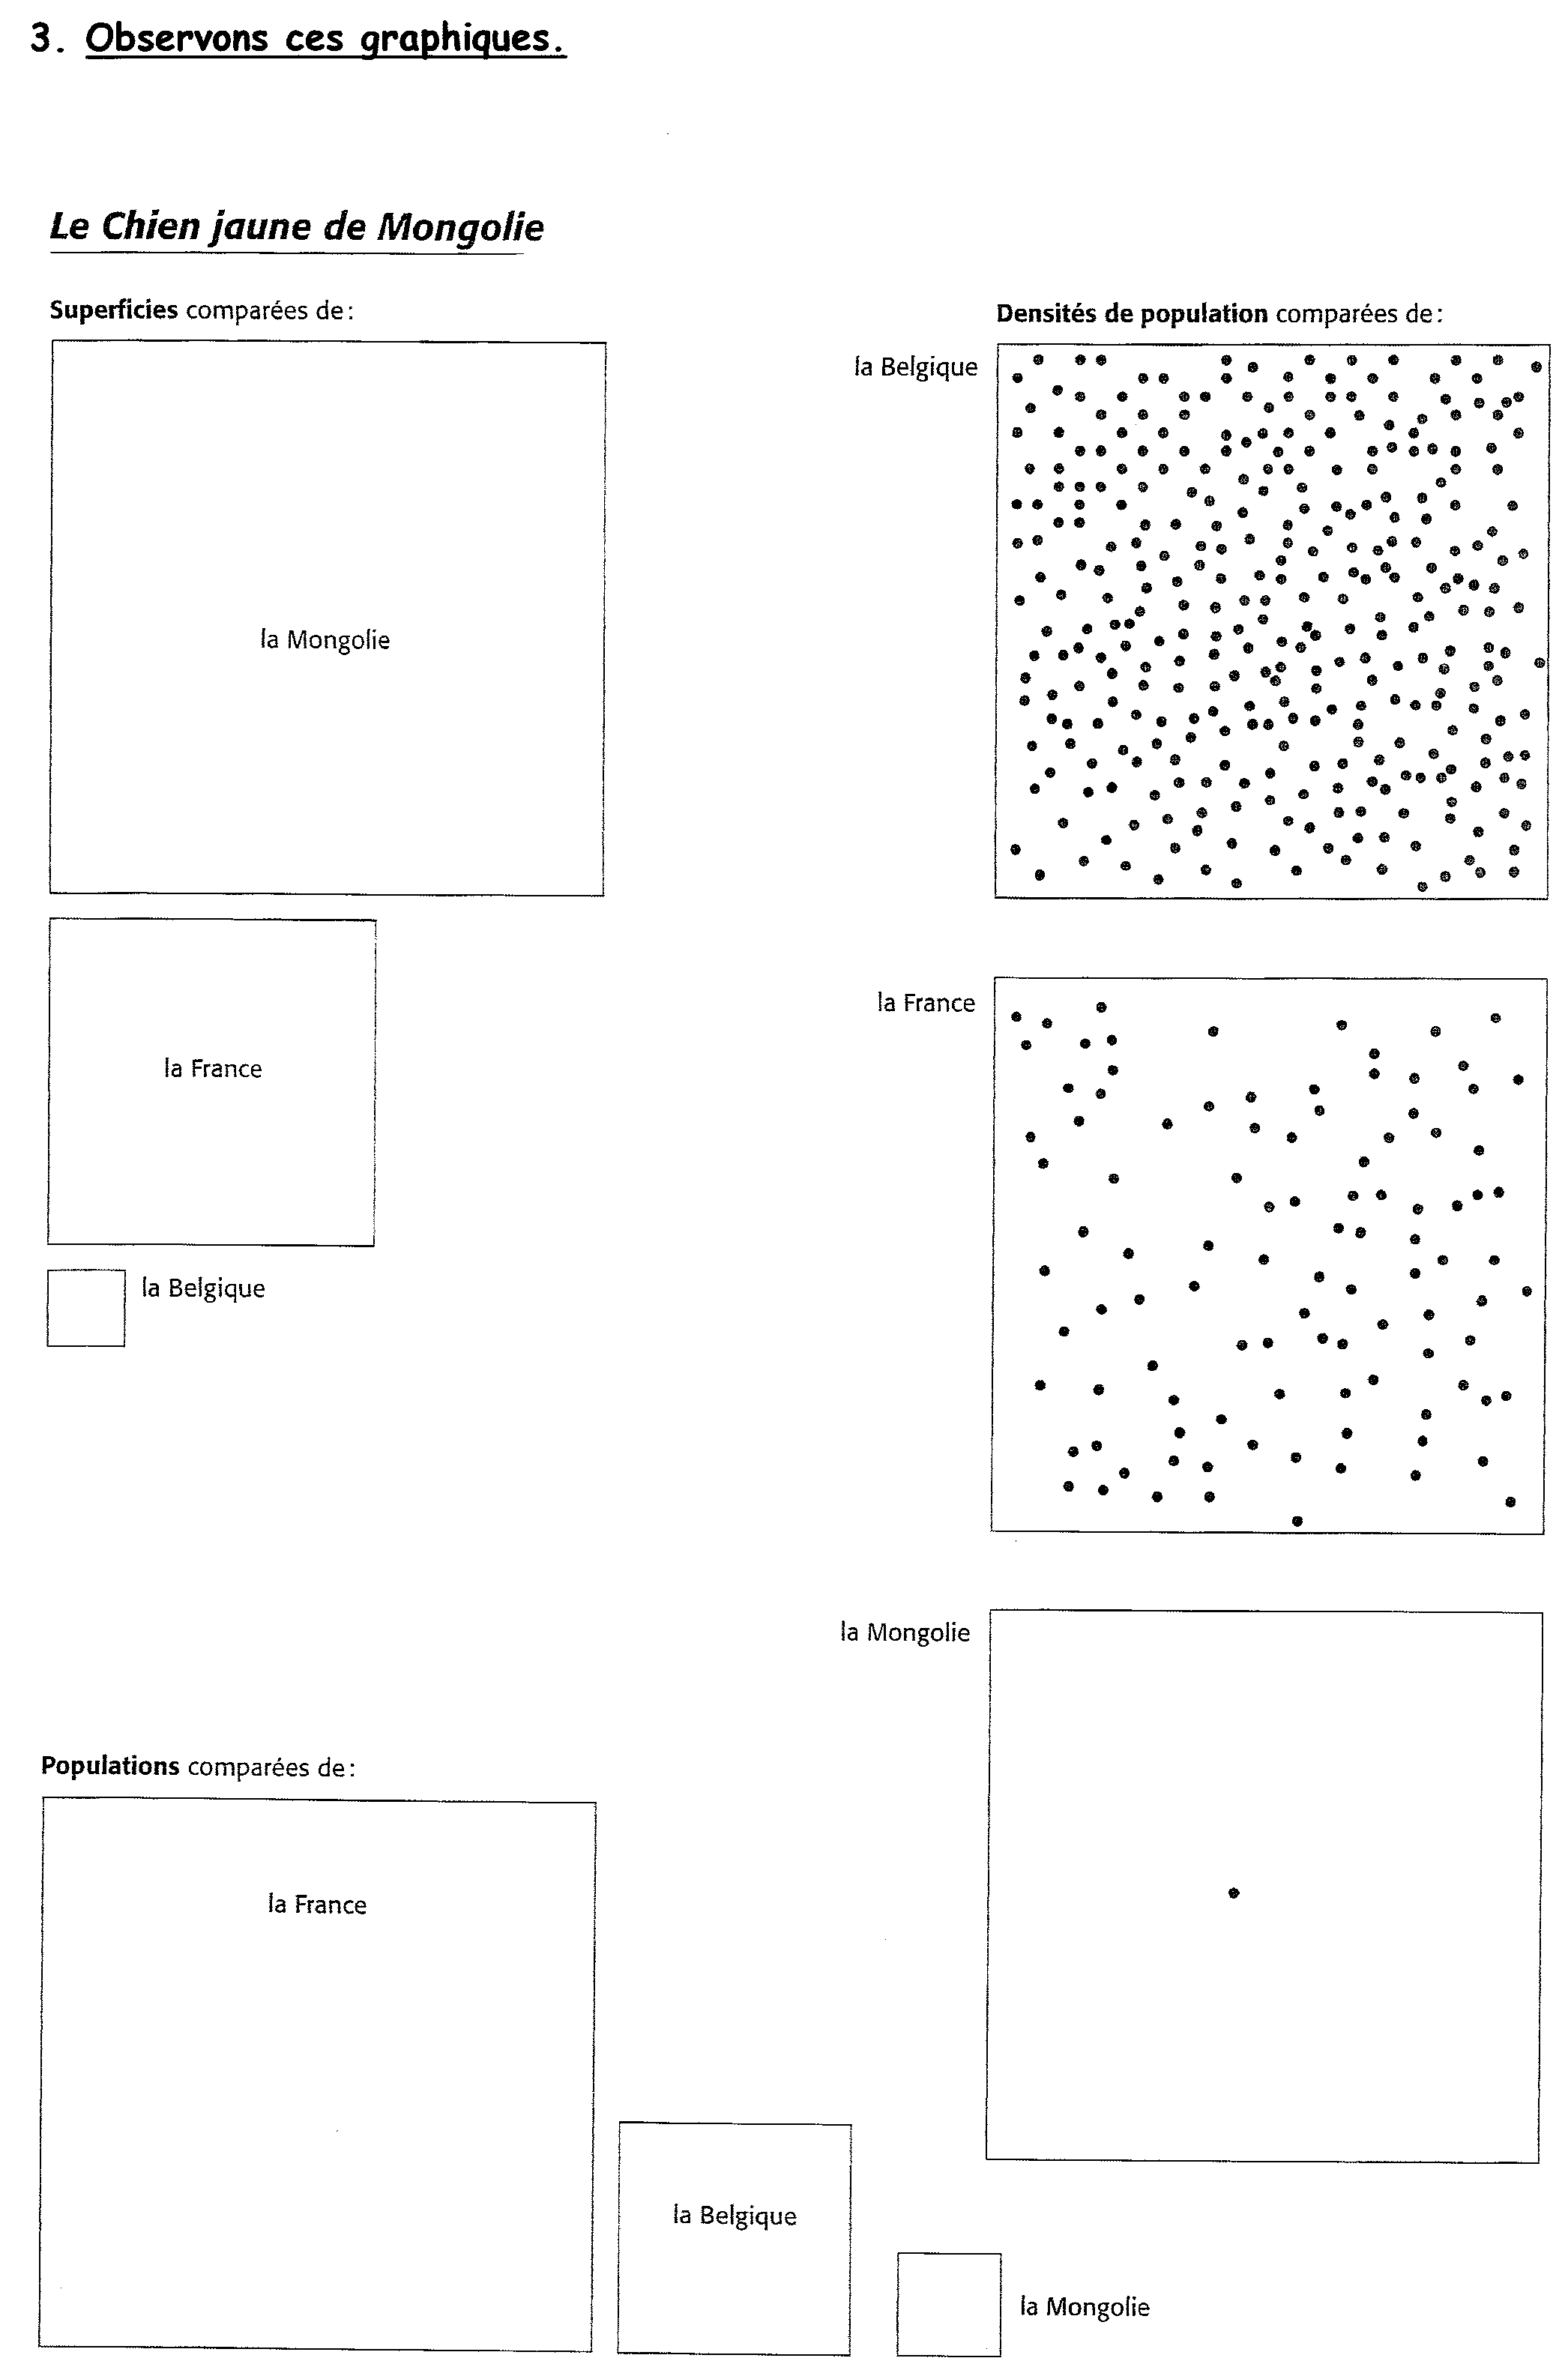 3. Observons ces graphiques.
Le Chien jaune de Mongolie
Superficies comparées de :
la Mongolie
la France
la Belgique
Densités de population comparées de :
la Belgique
la France
la Mongolie
Populations comparées de :
la France
la Belgique
la Mongolie